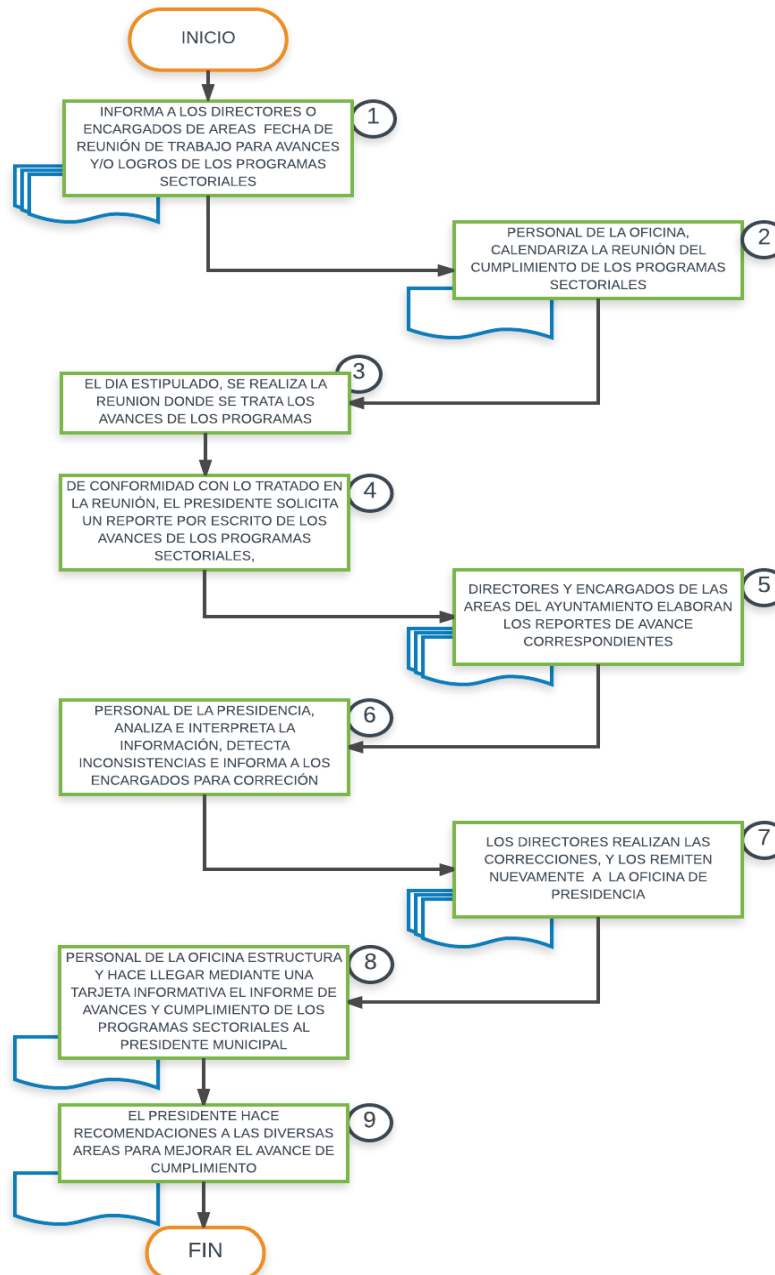 INICIO
INFORMA A LOS DIRECTORES O
ENCARGADOS DE AREAS FECHA DE
REUNIÓN DE TRABAJO PARA AVANCES
Y/O LOGROS DE LOS PROGRAMAS
SECTORIALES
1
PERSONAL DE LA OFICINA,
CALENDARIZA LA REUNIÓN DEL
CUMPLIMIENTO DE LOS PROGRAMAS
SECTORIALES
2
EL DIA ESTIPULADO, SE REALIZA LA
REUNION DONDE SE TRATA LOS
AVANCES DE LOS PROGRAMAS
3
DE CONFORMIDAD CON LO TRATADO EN
LA REUNIÓN, EL PRESIDENTE SOLICITA
UN REPORTE POR ESCRITO DE LOS
AVANCES DE LOS PROGRAMAS
SECTORIALES,
4
DIRECTORES Y ENCARGADOS DE LAS
AREAS DEL AYUNTAMIENTO ELABORAN
LOS REPORTES DE AVANCE
CORRESPONDIENTES
5
PERSONAL DE LA PRESIDENCIA,
ANALIZA E INTERPRETA LA
INFORMACIÓN, DETECTA
INCONSISTENCIAS E INFORMA A LOS
ENCARGADOS PARA CORRECIÓN
6
LOS DIRECTORES REALIZAN LAS
CORRECCIONES, Y LOS REMITEN
NUEVAMENTE A LA OFICINA DE
PRESIDENCIA
7
PERSONAL DE LA OFICINA ESTRUCTURA
Y HACE LLEGAR MEDIANTE UNA
TARJETA INFORMATIVA EL INFORME DE
AVANCES Y CUMPLIMIENTO DE LOS
PROGRAMAS SECTORIALES AL
PRESIDENTE MUNICIPAL
8
EL PRESIDENTE HACE
RECOMENDACIONES A LAS DIVERSAS
AREAS PARA MEJORAR EL AVANCE DE
CUMPLIMIENTO
9
FIN